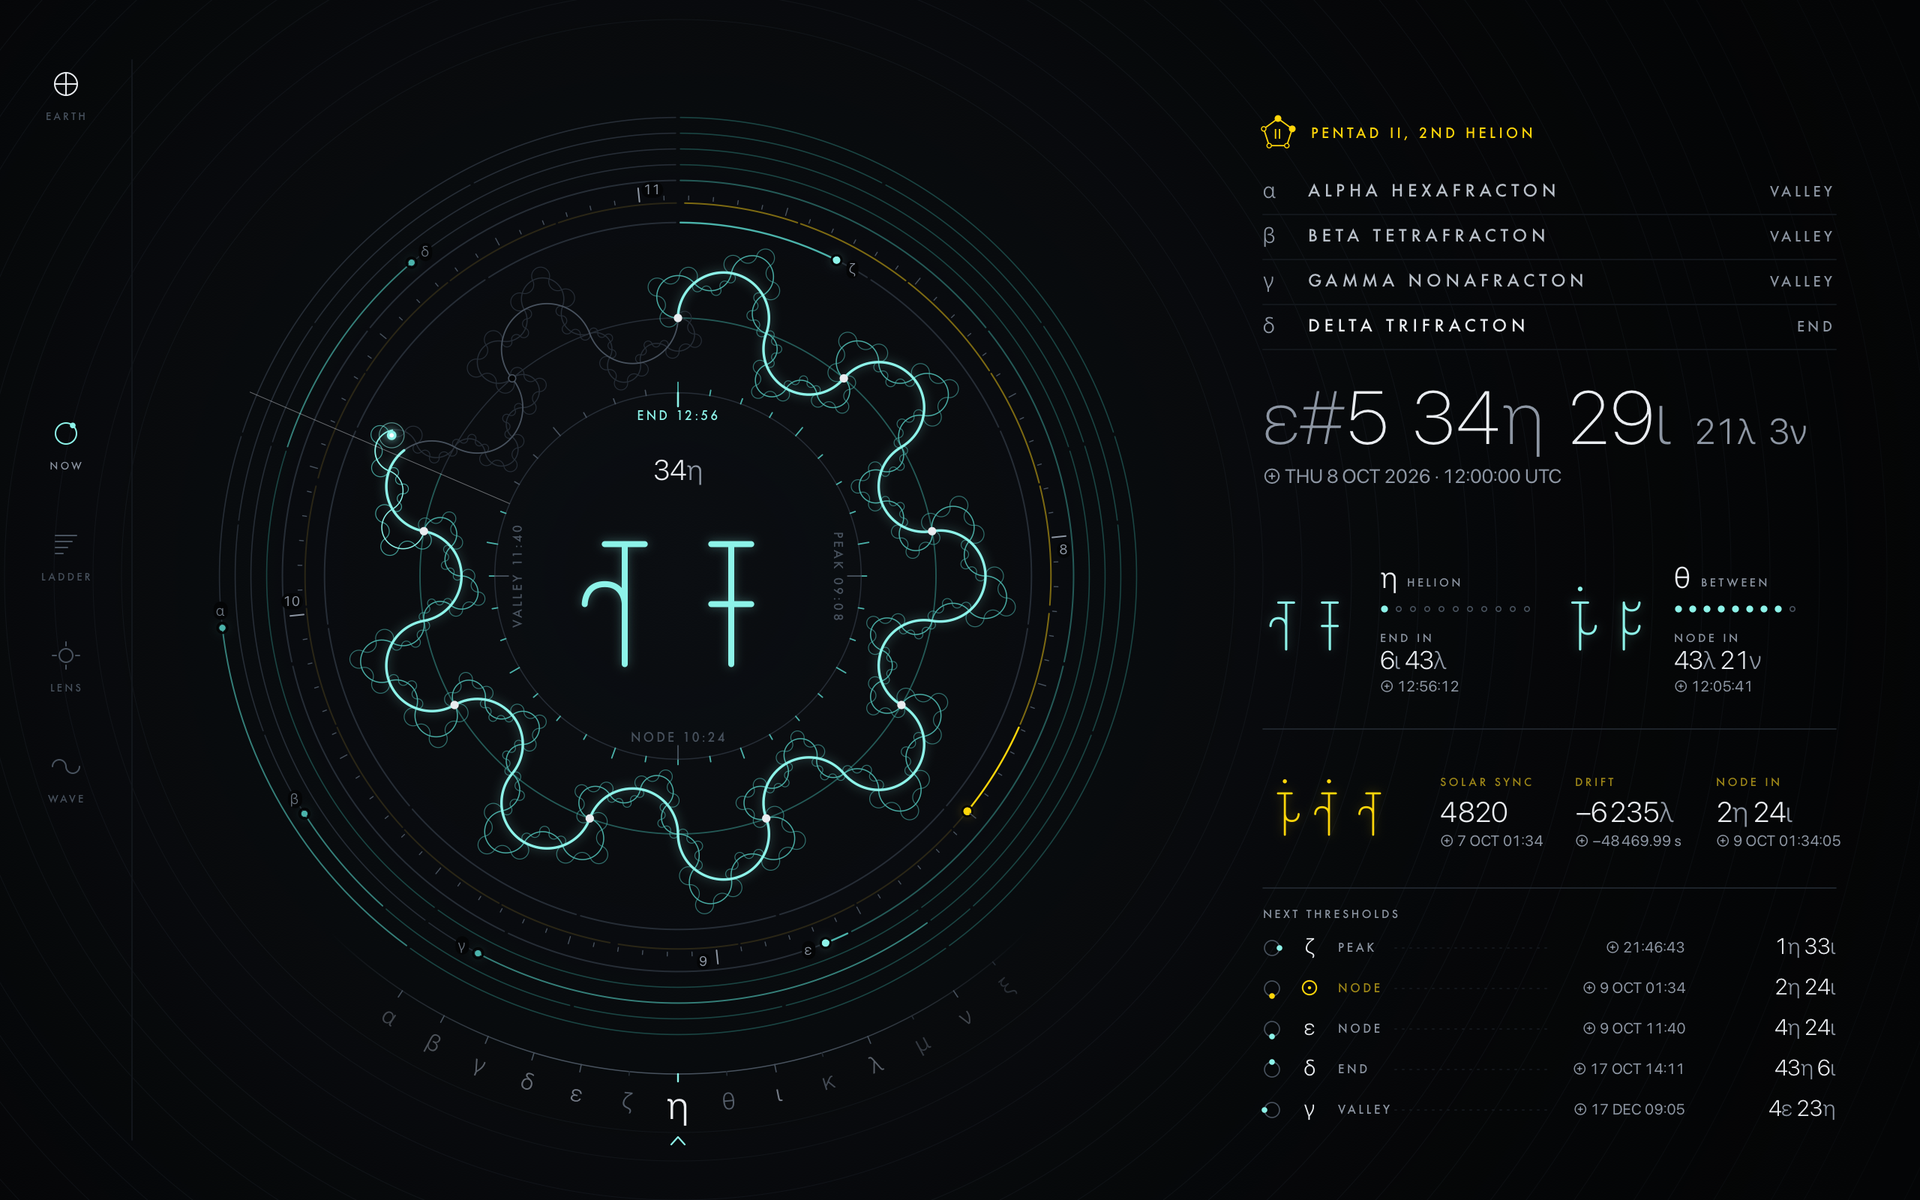 EARTH
NOW
LADDER
LENS
WAVE
11
δ
ζ
8
10
α
β
γ
ε
9
END 12:56
34η
PEAK 09:08
VALLEY 11:40
NODE 10:24
α β γ δ ε ζ η θ ι κ λ μ ν ξ
II PENTAD II, 2ND HELION
α ALPHA HEXAFRACTON VALLEY
β BETA TETRAFRACTON VALLEY
γ GAMMA NONAFRACTON VALLEY
δ DELTA TRIFRACTON END
ε#5 34η 29ι 21λ 3ν
THU 8 OCT 2026 · 12:00:00 UTC
η HELION
END IN
6ι 43λ
12:56:12
θ BETWEEN
NODE IN
43λ 21ν
12:05:41
SOLAR SYNC
4820
7 OCT 01:34
DRIFT
−6235λ
−48469.99 s
NODE IN
2η 24ι
9 OCT 01:34:05
NEXT THRESHOLDS
ζ PEAK 21:46:43 1η 33ι
NODE 9 OCT 01:34 2η 24ι
ε NODE 9 OCT 11:40 4η 24ι
δ END 17 OCT 14:11 43η 6ι
γ VALLEY 17 DEC 09:05 4ε 23η